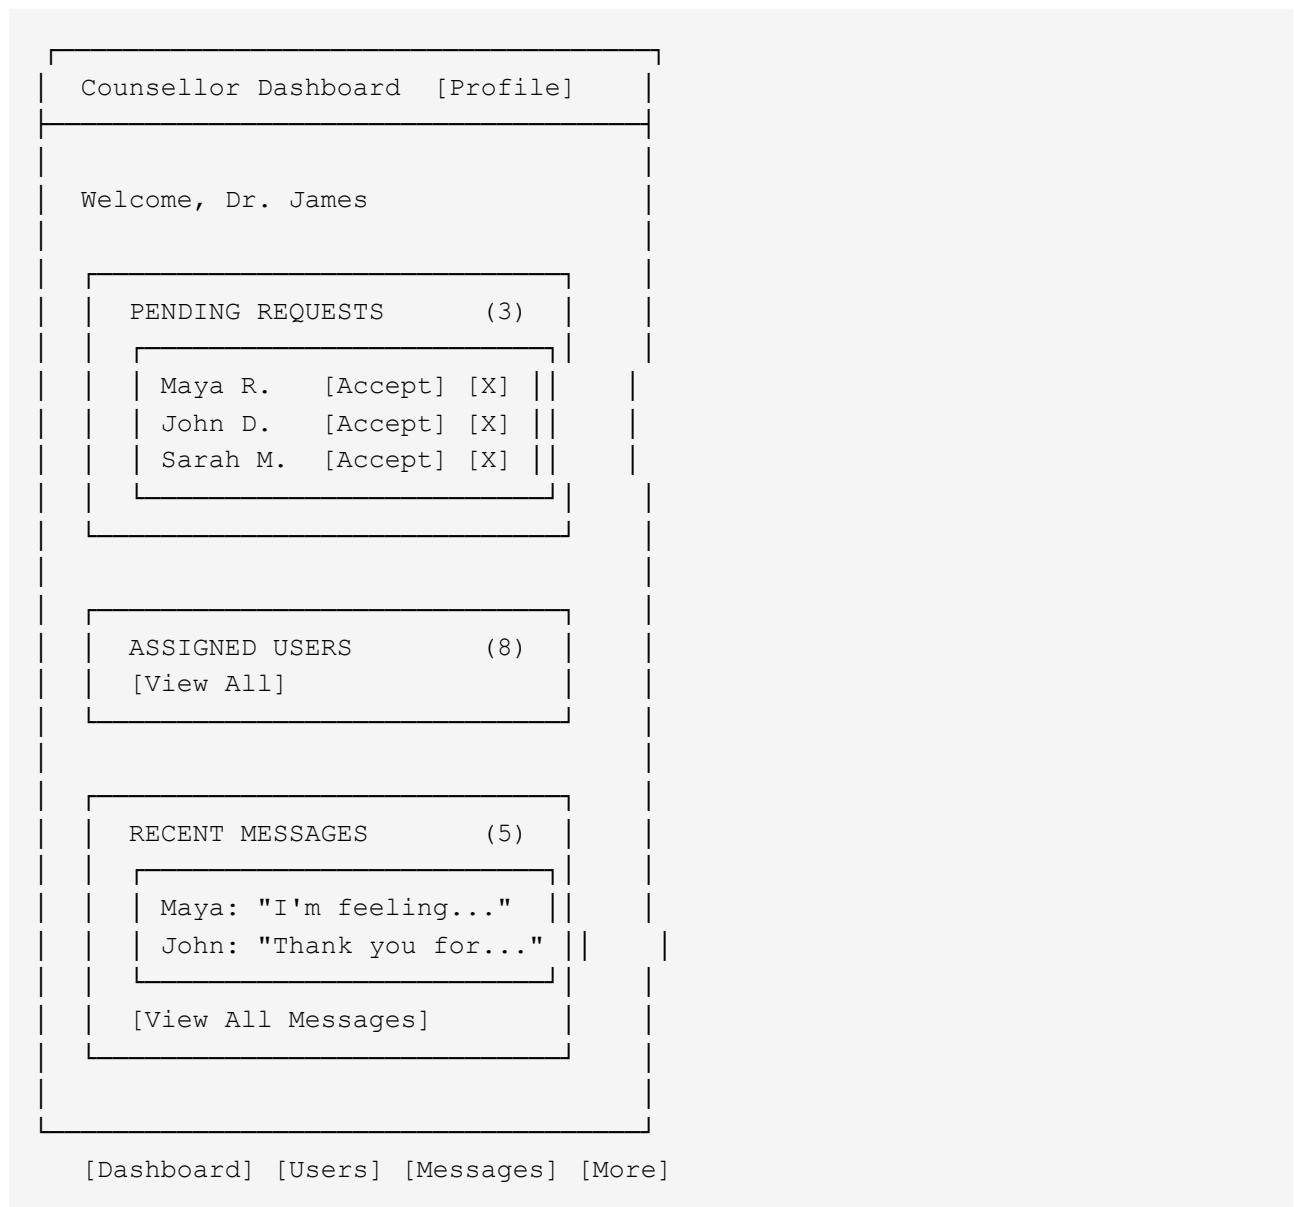 Counsellor Dashboard [Profile]
Welcome, Dr. James
PENDING REQUESTS (3)
Maya R. [Accept] [X]
John D. [Accept] [X]
Sarah M. [Accept] [X]
ASSIGNED USERS (8)
[View All]
RECENT MESSAGES (5)
Maya: "I'm feeling..."
John: "Thank you for..."
[View All Messages]
[Dashboard] [Users] [Messages] [More]